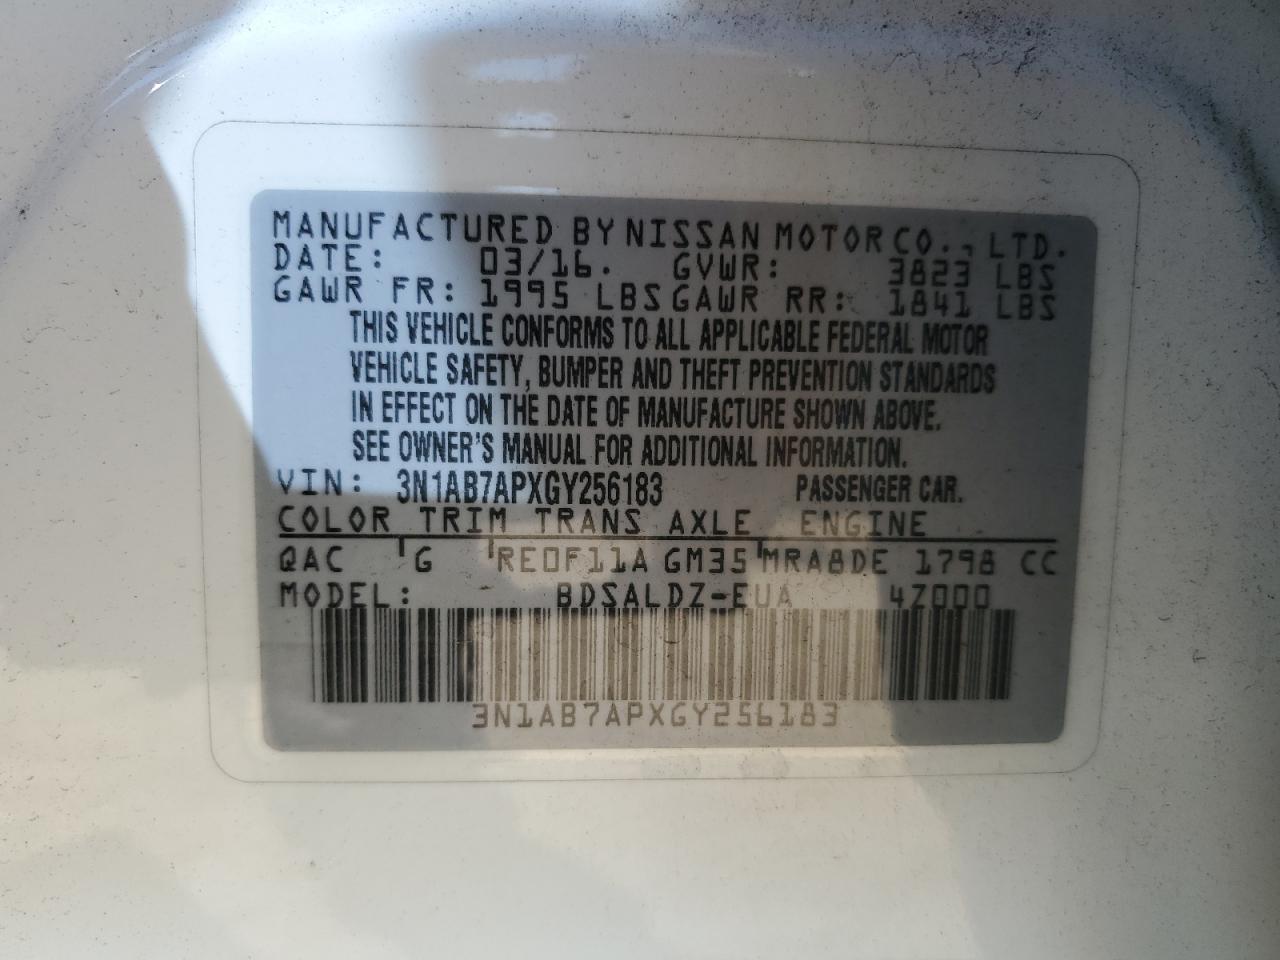 MANUFACTURED BY NISSAN MOTOR CO., LTD.
DATE: 03/16. GVWR: 3823 LBS
GAWR FR: 1995 LBS GAWR RR: 1841 LBS
THIS VEHICLE CONFORMS TO ALL APPLICABLE FEDERAL MOTOR
VEHICLE SAFETY, BUMPER AND THEFT PREVENTION STANDARDS
IN EFFECT ON THE DATE OF MANUFACTURE SHOWN ABOVE.
SEE OWNER'S MANUAL FOR ADDITIONAL INFORMATION.
VIN: 3N1AB7APXGY256183 PASSENGER CAR.
COLOR TRIM TRANS AXLE ENGINE
QAC G RE0F11A GM35 MRA8DE 1798 CC
MODEL: BDSALDZ-EUA 4Z000
3N1AB7APXGY256183